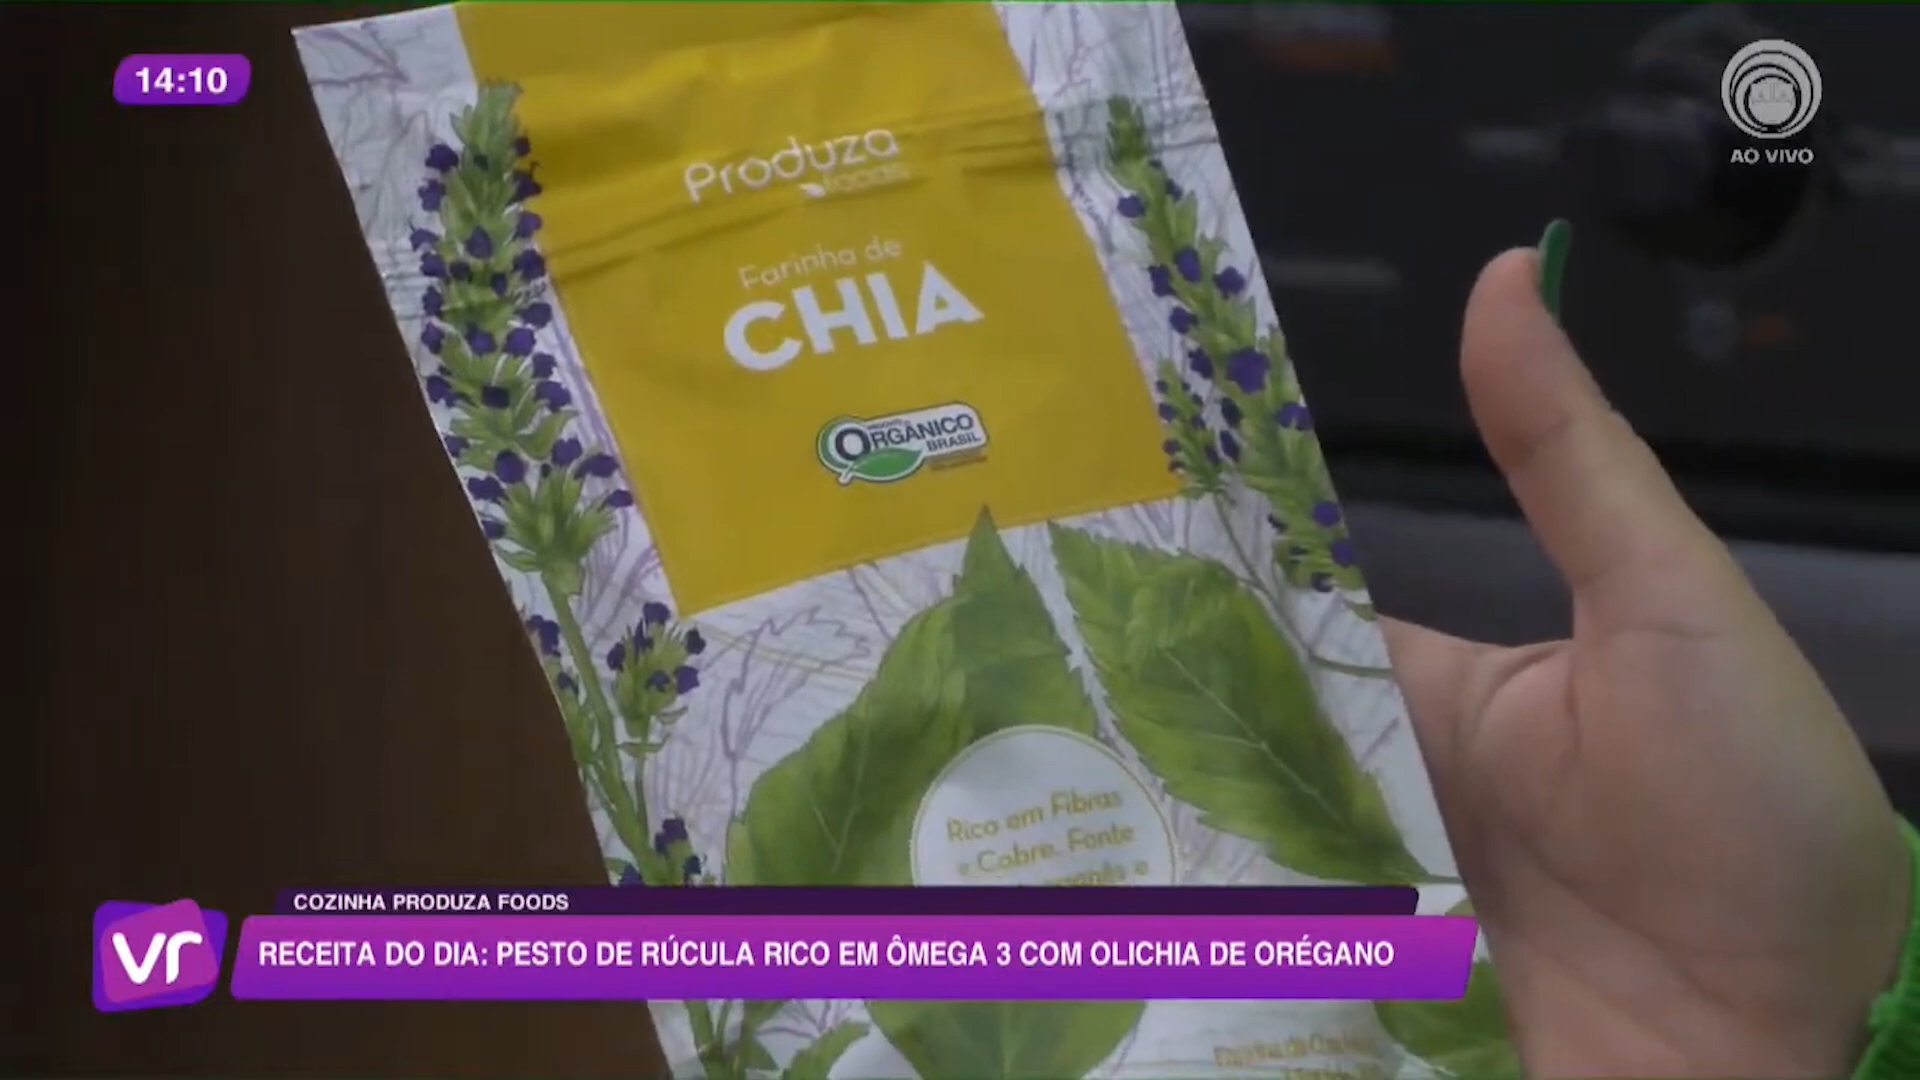 14:10
AO VIVO
Produza
foods
Farinha de
CHIA
ORGÂNICO
BRASIL
Rico em Fibras
e Cobre. Fonte
COZINHA PRODUZA FOODS
vr
RECEITA DO DIA: PESTO DE RÚCULA RICO EM ÔMEGA 3 COM OLICHIA DE ORÉGANO